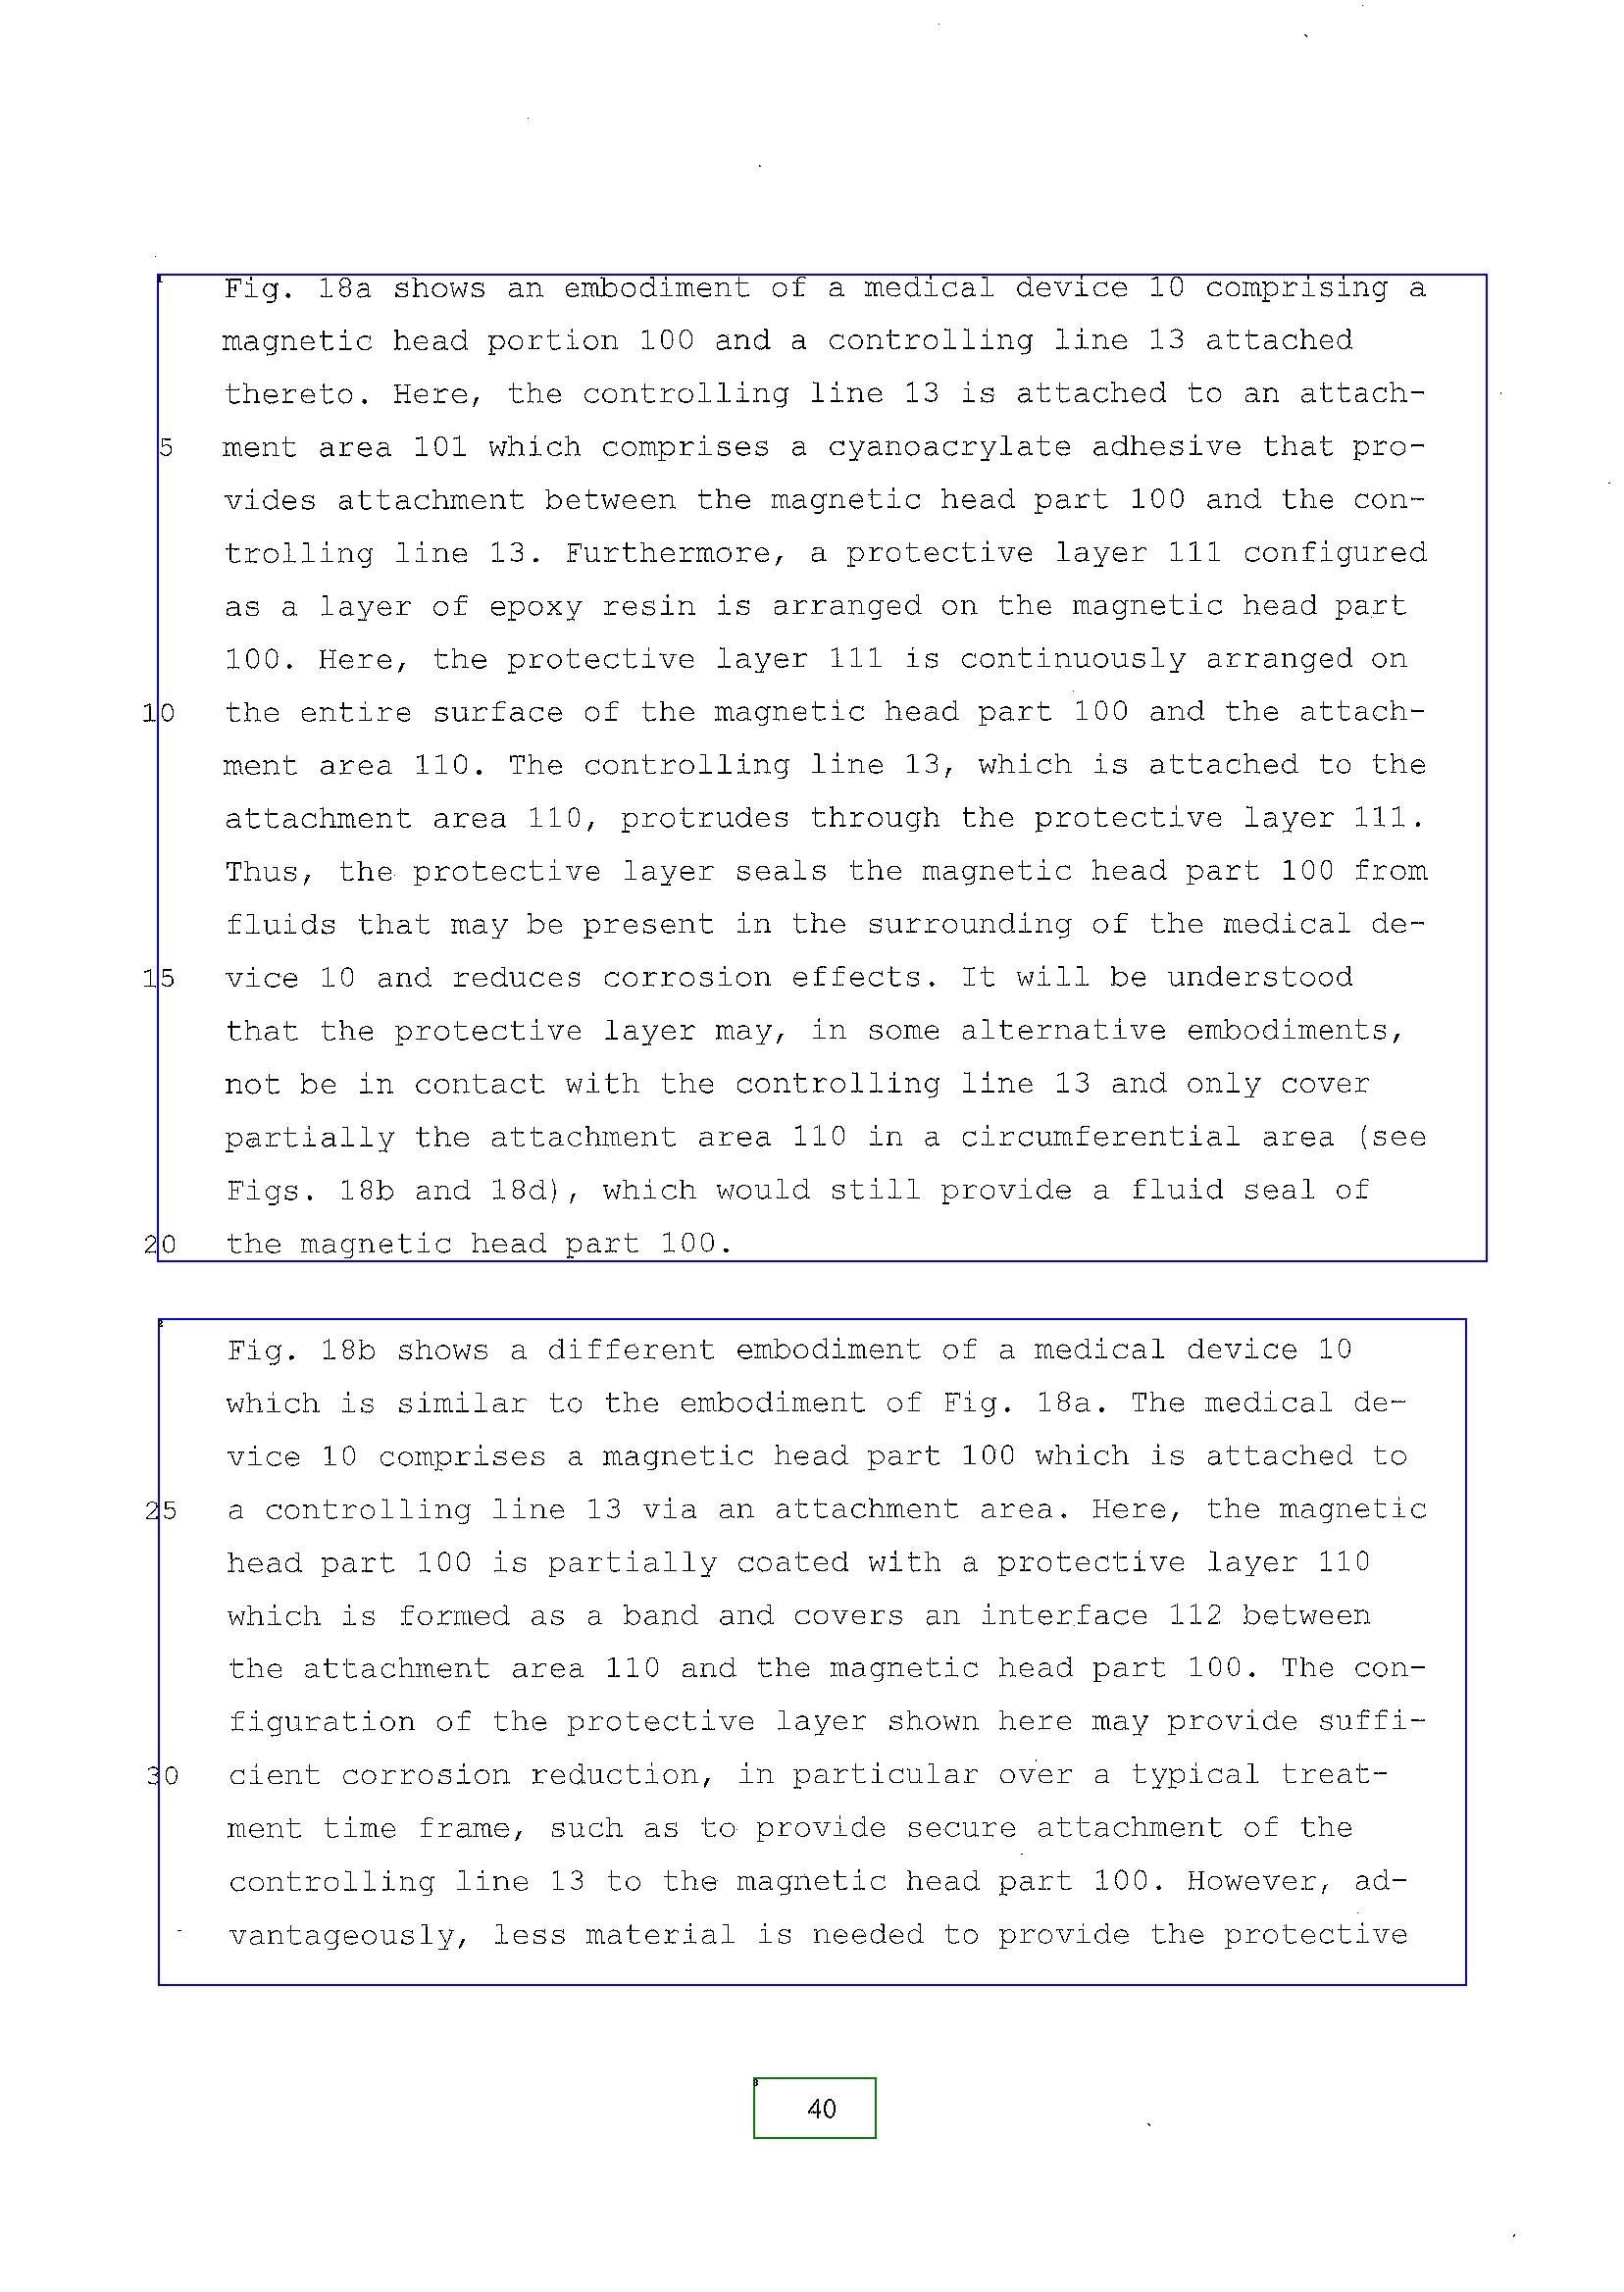 Fig. 18a shows an embodiment of a medical device 10 comprising a
magnetic head portion 100 and a controlling line 13 attached
thereto. Here, the controlling line 13 is attached to an attach-
5 ment area 101 which comprises a cyanoacrylate adhesive that pro-
vides attachment between the magnetic head part 100 and the con-
trolling line 13. Furthermore, a protective layer 111 configured
as a layer of epoxy resin is arranged on the magnetic head part
100. Here, the protective layer 111 is continuously arranged on
10 the entire surface of the magnetic head part 100 and the attach-
ment area 110. The controlling line 13, which is attached to the
attachment area 110, protrudes through the protective layer 111.
Thus, the protective layer seals the magnetic head part 100 from
fluids that may be present in the surrounding of the medical de-
15 vice 10 and reduces corrosion effects. It will be understood
that the protective layer may, in some alternative embodiments,
not be in contact with the controlling line 13 and only cover
partially the attachment area 110 in a circumferential area (see
Figs. 18b and 18d), which would still provide a fluid seal of
20 the magnetic head part 100.
Fig. 18b shows a different embodiment of a medical device 10
which is similar to the embodiment of Fig. 18a. The medical de-
vice 10 comprises a magnetic head part 100 which is attached to
25 a controlling line 13 via an attachment area. Here, the magnetic
head part 100 is partially coated with a protective layer 110
which is formed as a band and covers an interface 112 between
the attachment area 110 and the magnetic head part 100. The con-
figuration of the protective layer shown here may provide suffi-
30 cient corrosion reduction, in particular over a typical treat-
ment time frame, such as to provide secure attachment of the
controlling line 13 to the magnetic head part 100. However, ad-
vantageously, less material is needed to provide the protective
40